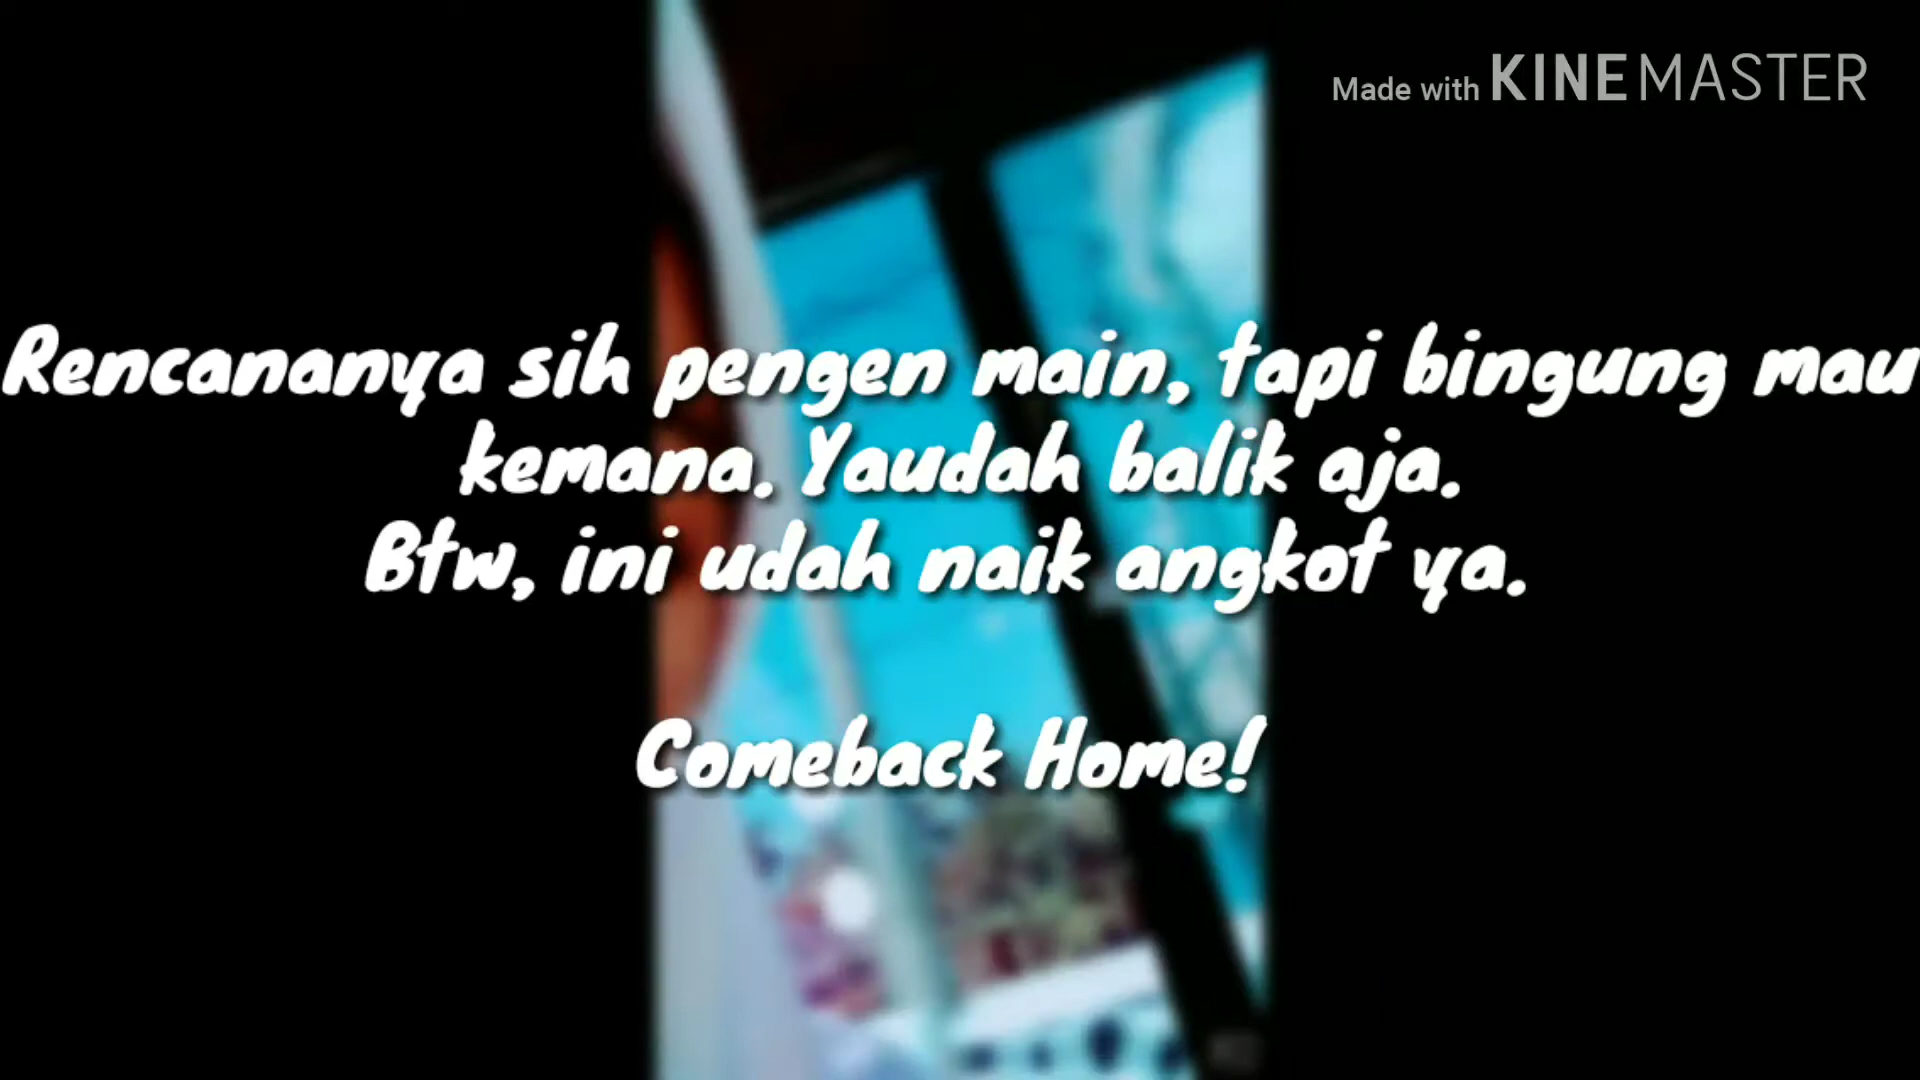 Made with KINEMASTER
Rencananya sih pengen main, tapi bingung mau
kemana. Yaudah balik aja.
Btw, ini udah naik angkot ya.
Comeback Home!